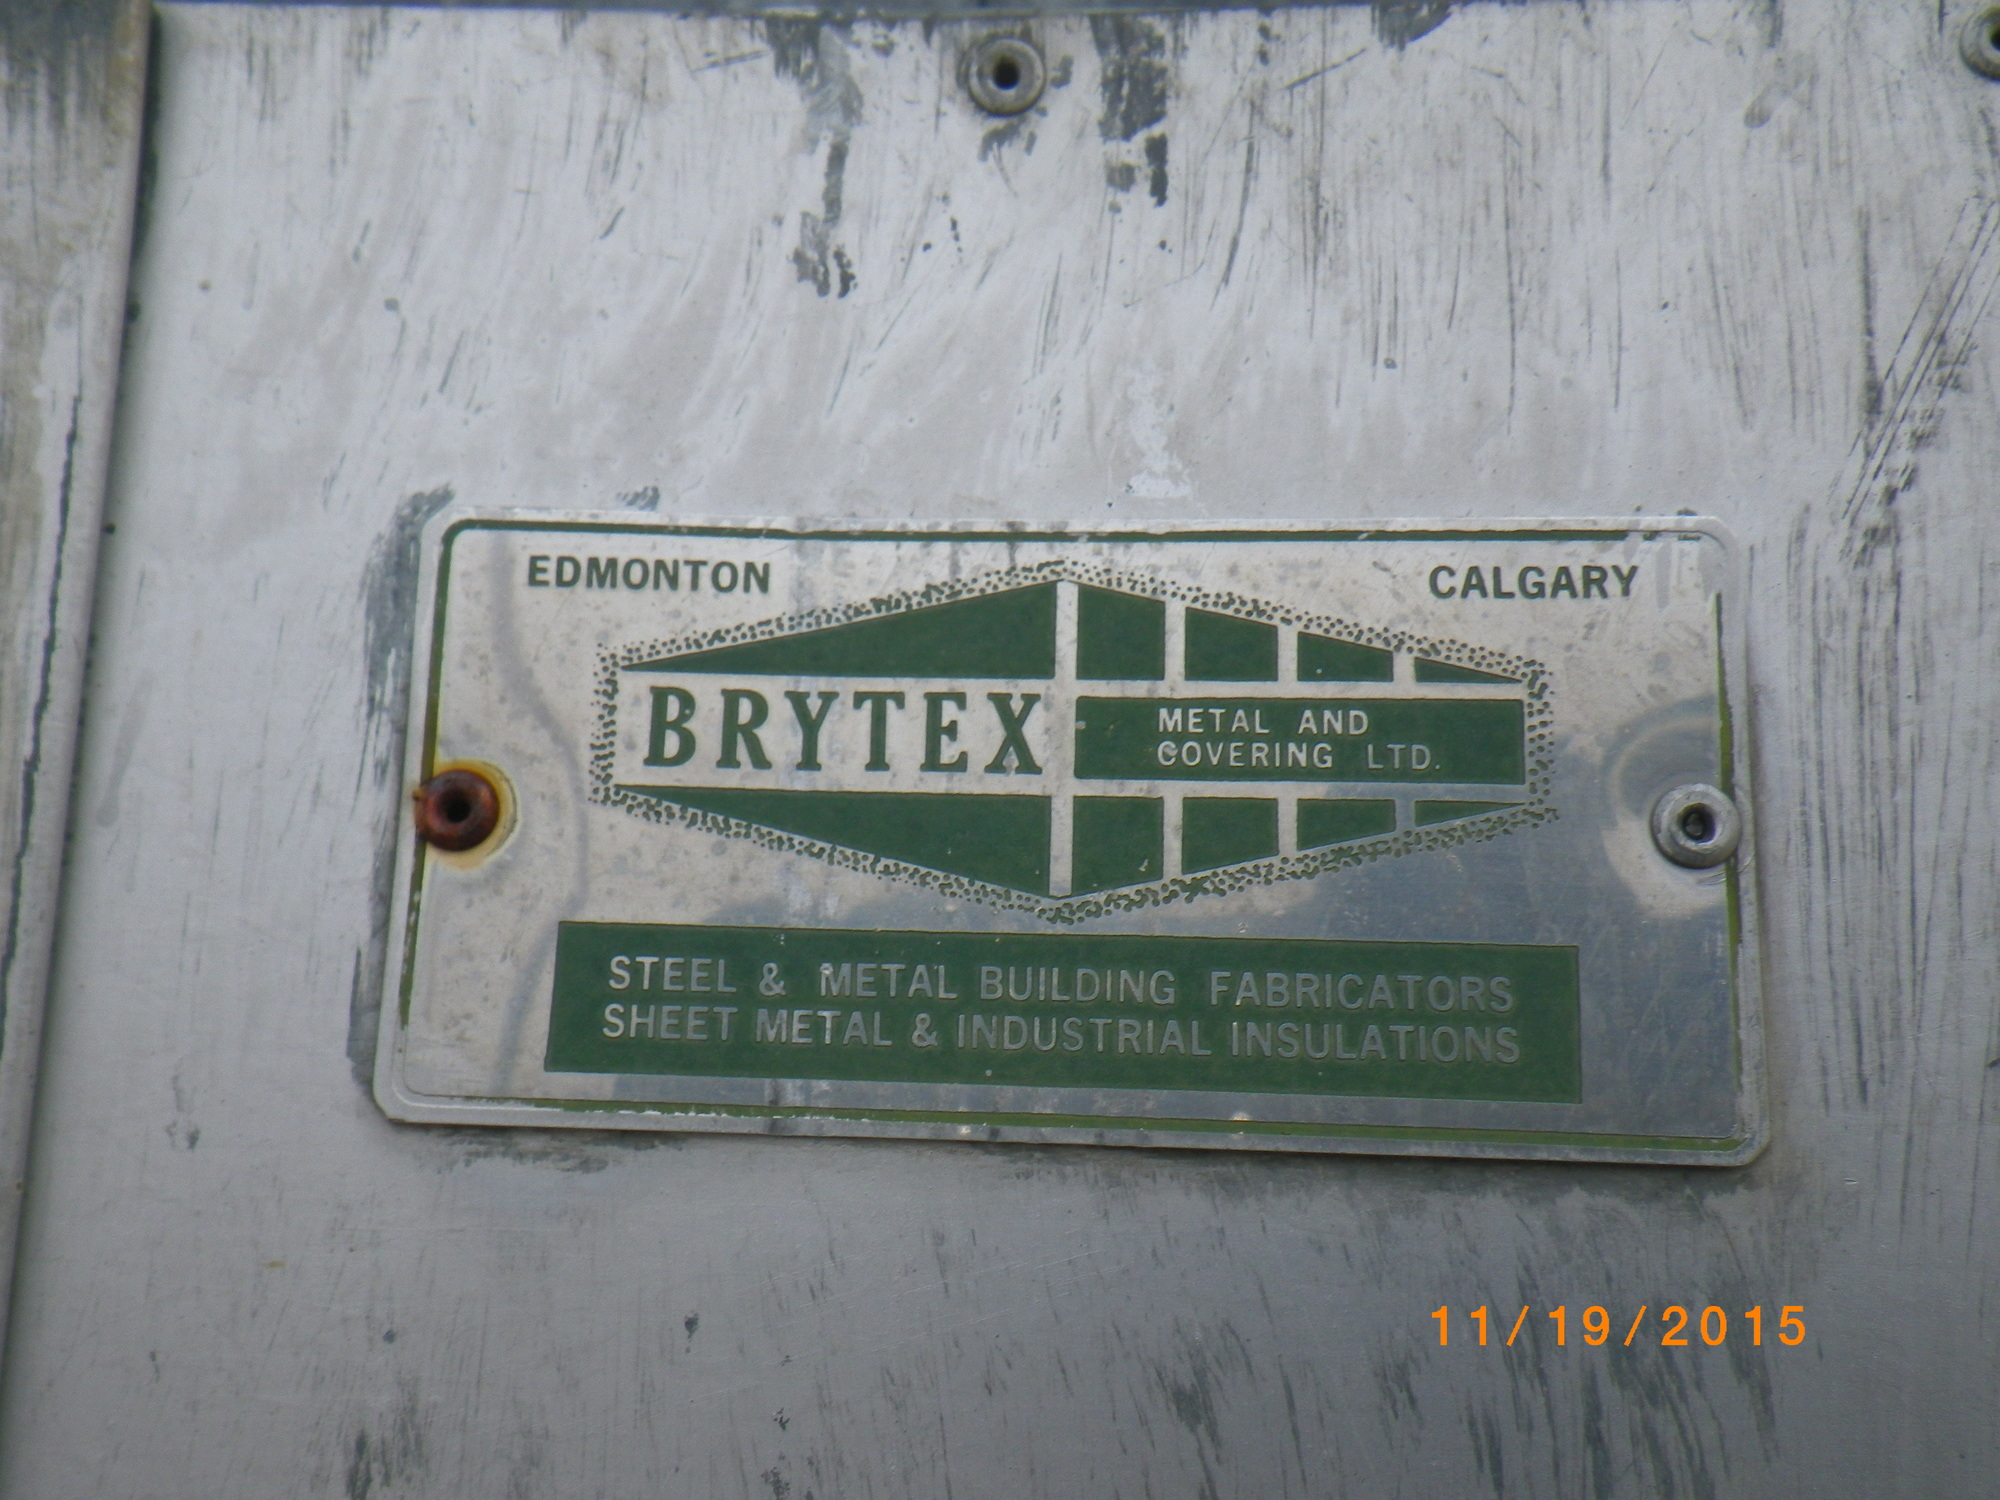 EDMONTON
CALGARY
BRYTEX
METAL AND
COVERING LTD.
STEEL & METAL BUILDING FABRICATORS
SHEET METAL & INDUSTRIAL INSULATIONS
11/19/2015